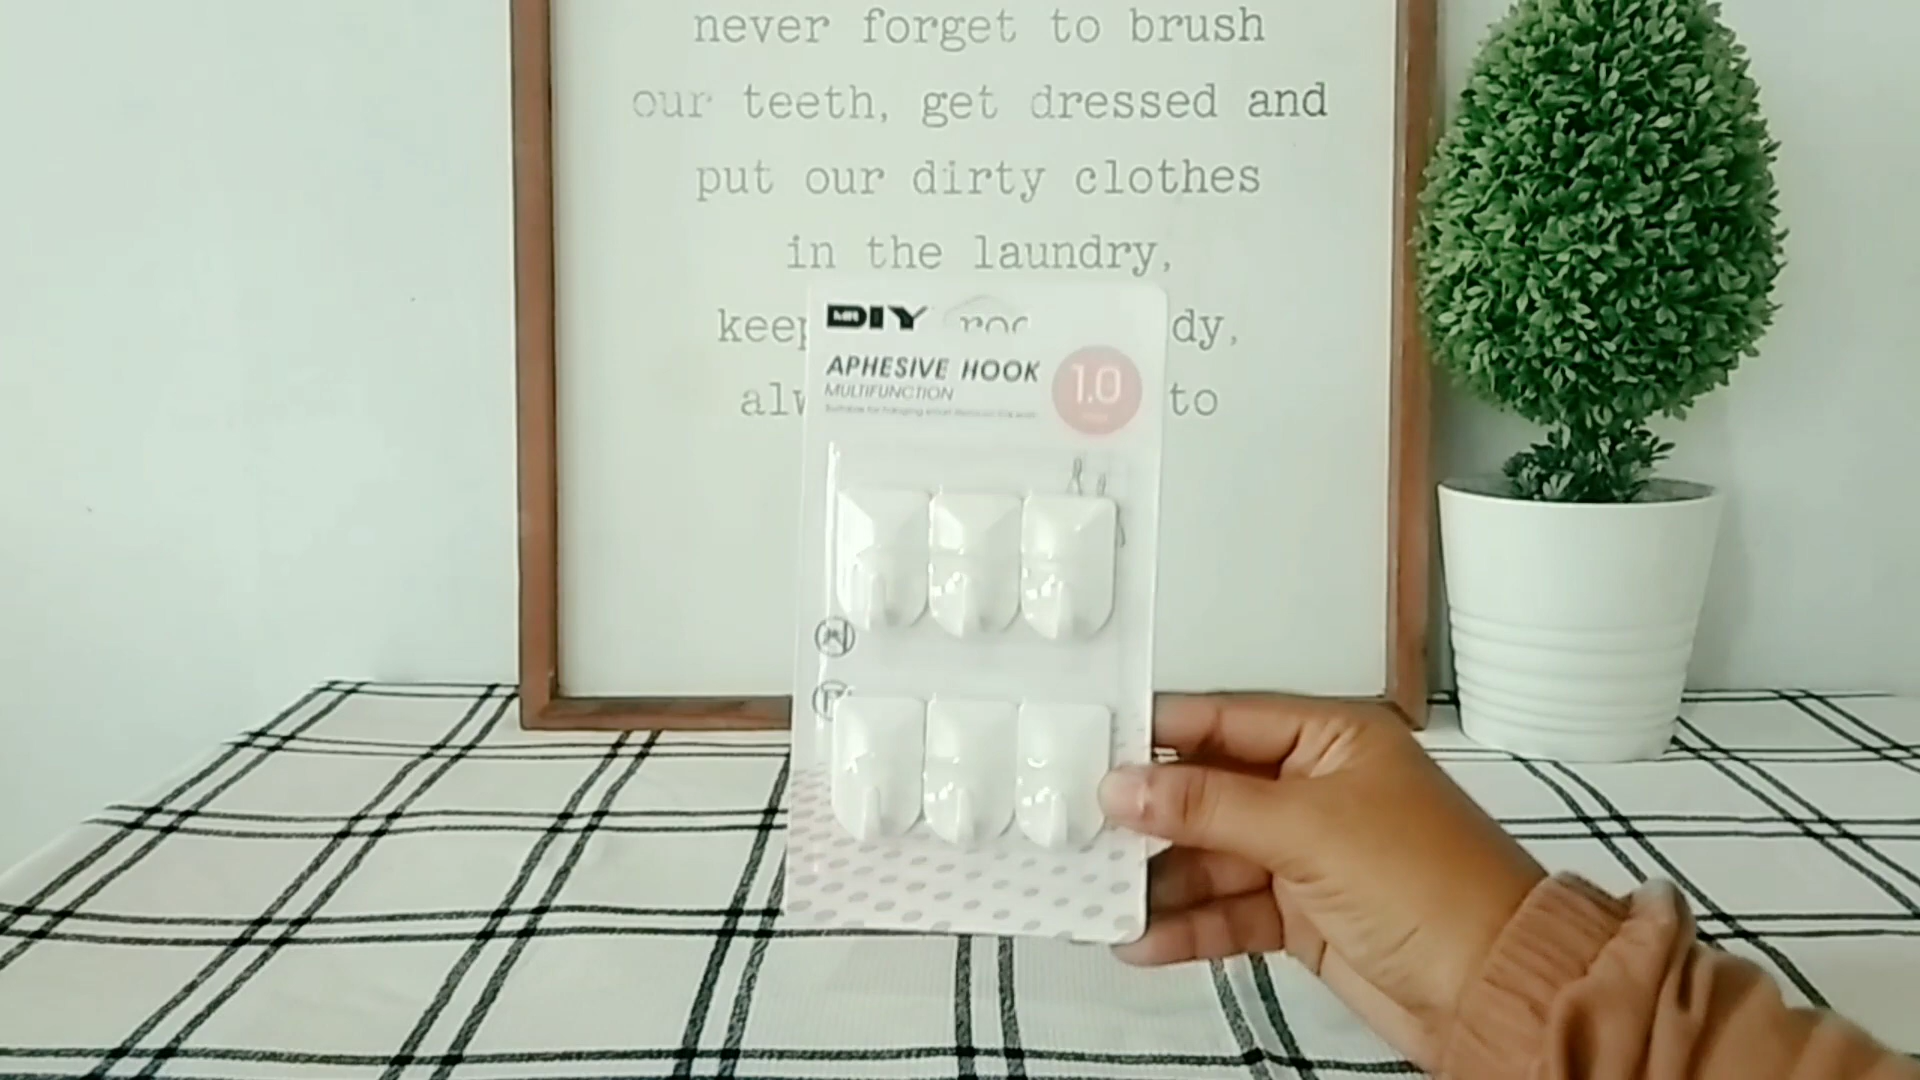 never forget to brush
our teeth, get dressed and
put our dirty clothes
in the laundry,
keep
dy,
to
MR DIY
APHESIVE HOOK
MULTIFUNCTION
1.0